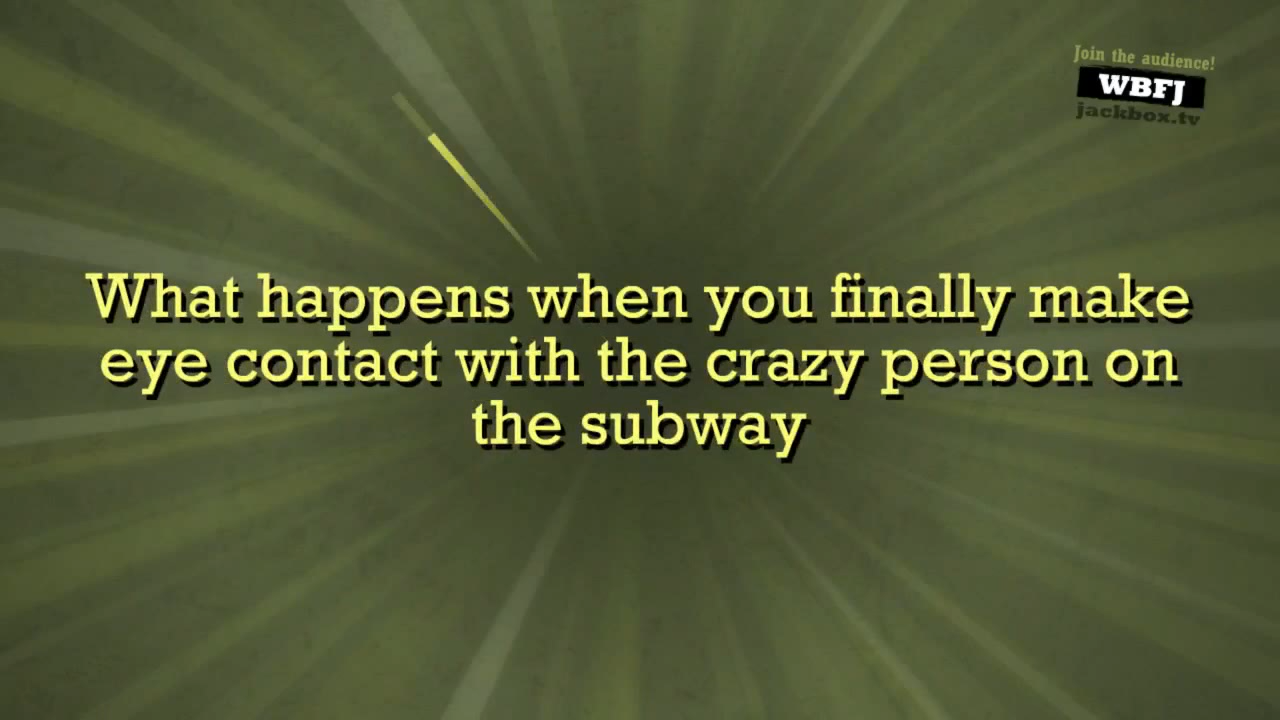 Join the audience!
WBFJ
jackbox.tv
What happens when you finally make
eye contact with the crazy person on
the subway